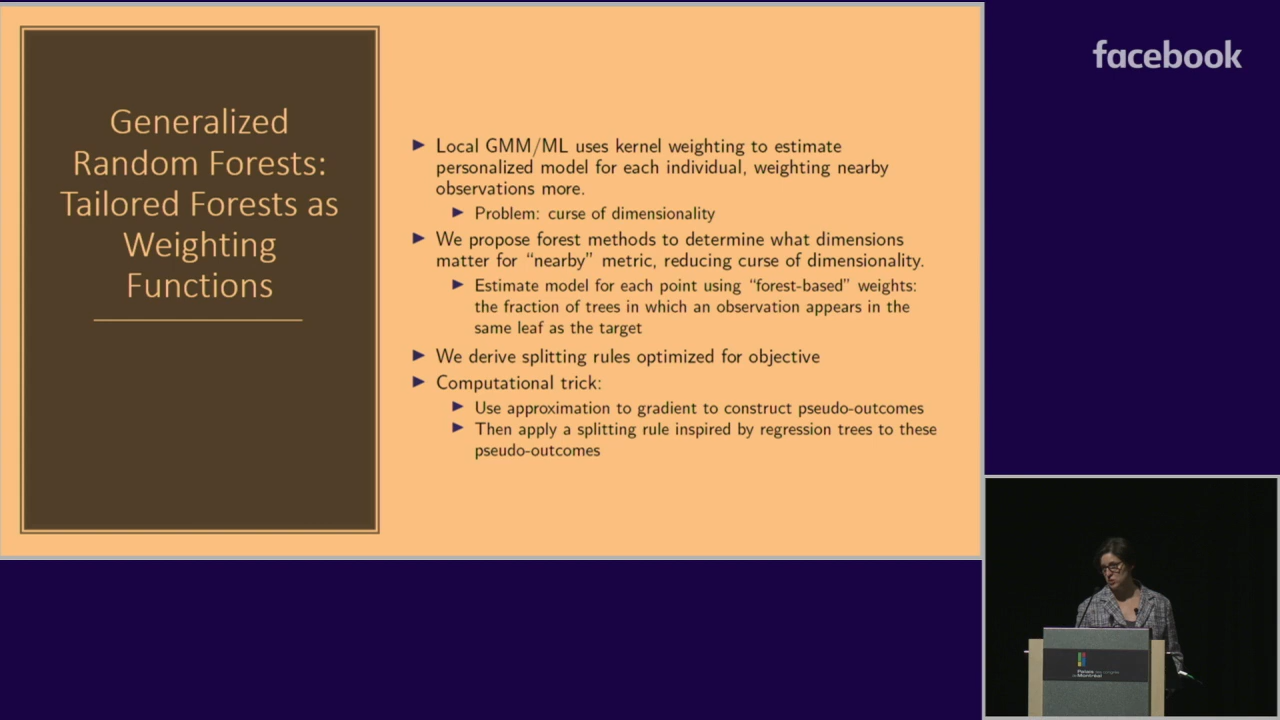 Generalized
Random Forests:
Tailored Forests as
Weighting
Functions
Local GMM/ML uses kernel weighting to estimate
personalized model for each individual, weighting nearby
observations more.
Problem: curse of dimensionality
We propose forest methods to determine what dimensions
matter for “nearby” metric, reducing curse of dimensionality.
Estimate model for each point using “forest-based” weights:
the fraction of trees in which an observation appears in the
same leaf as the target
We derive splitting rules optimized for objective
Computational trick:
Use approximation to gradient to construct pseudo-outcomes
Then apply a splitting rule inspired by regression trees to these
pseudo-outcomes
facebook
Palais des congrès
de Montréal